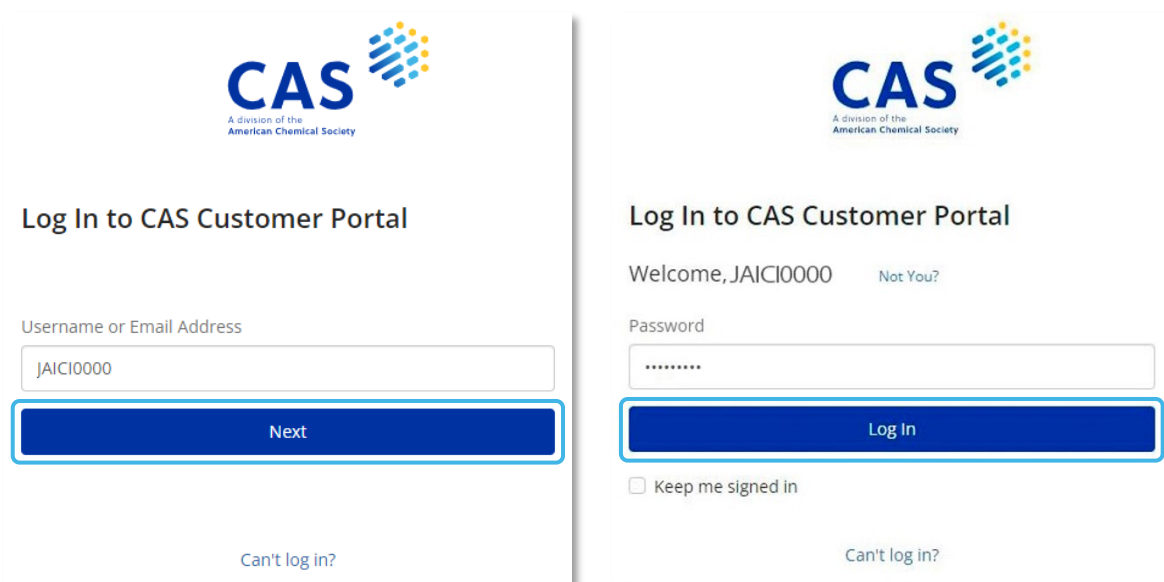 CAS
A division of the
American Chemical Society
Log In to CAS Customer Portal
Username or Email Address
JAICI0000
Next
Can't log in?
CAS
A division of the
American Chemical Society
Log In to CAS Customer Portal
Welcome, JAICI0000 Not You?
Password
•••••••••
Log In
Keep me signed in
Can't log in?